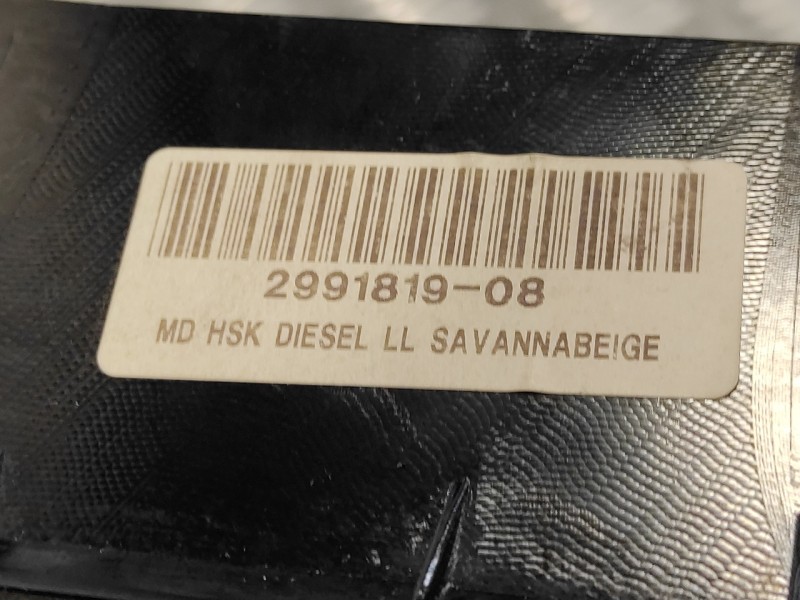 2991819-08
MD HSK DIESEL LL SAVANNABEIGE